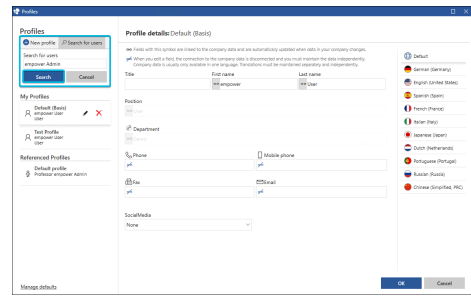 Profiles
Profiles
New profile
Search for users
Search for users
empower Admin
Search
Cancel
My Profiles
Default (Basis)
empower User
User
Test Profile
empower User
User
Referenced Profiles
Default profile
Professor empower Admin
Manage defaults
Profile details: Default (Basis)
Fields with this symbol are linked to the company data and are automatically updated when data in your company changes.
When you edit a field, the connection to the company data is disconnected and you must maintain the data independently.
Company data is usually only available in one language. Translations must be maintained separately and independently.
Title
First name
Last name
empower
User
Position
Department
Phone
Mobile phone
Fax
Email
SocialMedia
None
Default
German (Germany)
English (United States)
Spanish (Spain)
French (France)
Italian (Italy)
Japanese (Japan)
Dutch (Netherlands)
Portuguese (Portugal)
Russian (Russia)
Chinese (Simplified, PRC)
OK
Cancel